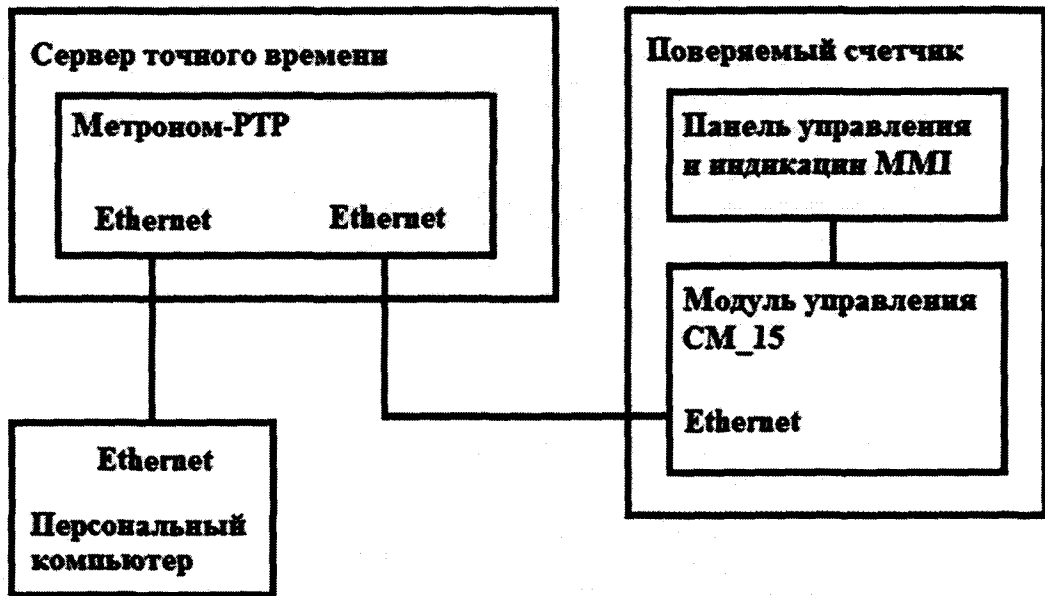 Сервер точного времени
Метроном-РТР
Ethernet
Ethernet
Ethernet
Персональный
компьютер
Поверяемый счетчик
Панель управления
и индикации MMI
Модуль управления
CM_15
Ethernet